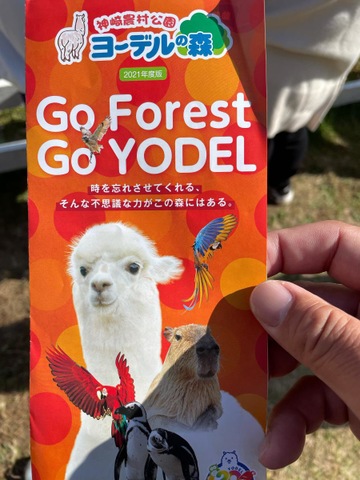 神崎農村公園
ヨーデルの森
2021年度版
Go Forest
Go YODEL
時を忘れさせてくれる、
そんな不思議な力がこの森にはある。